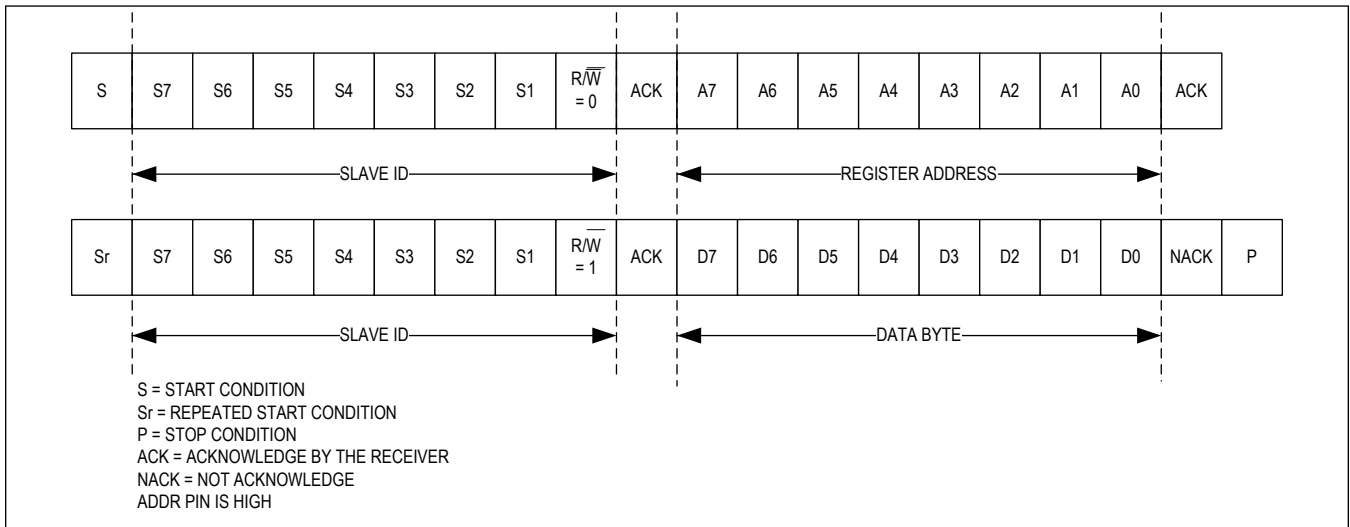 S S7 S6 S5 S4 S3 S2 S1 R/W̅ = 0 ACK A7 A6 A5 A4 A3 A2 A1 A0 ACK
SLAVE ID REGISTER ADDRESS
Sr S7 S6 S5 S4 S3 S2 S1 R/W̅ = 1 ACK D7 D6 D5 D4 D3 D2 D1 D0 NACK P
SLAVE ID DATA BYTE
S = START CONDITION
Sr = REPEATED START CONDITION
P = STOP CONDITION
ACK = ACKNOWLEDGE BY THE RECEIVER
NACK = NOT ACKNOWLEDGE
ADDR PIN IS HIGH